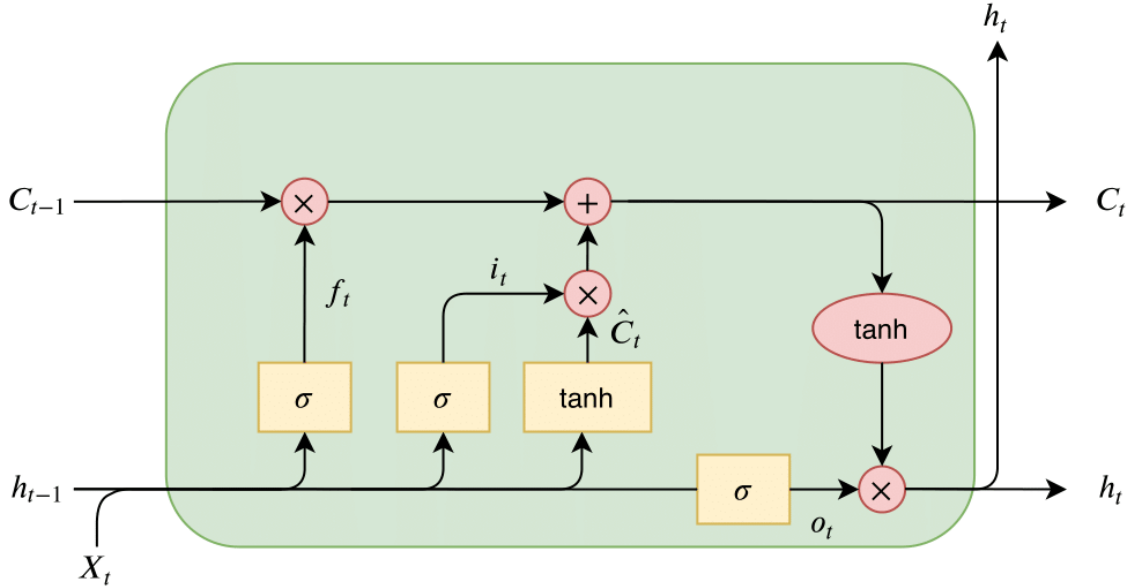 h_t
C_{t-1}
×
+
C_t
f_t
i_t
×
Ĉ_t
tanh
σ
σ
tanh
h_{t-1}
σ
o_t
×
h_t
X_t